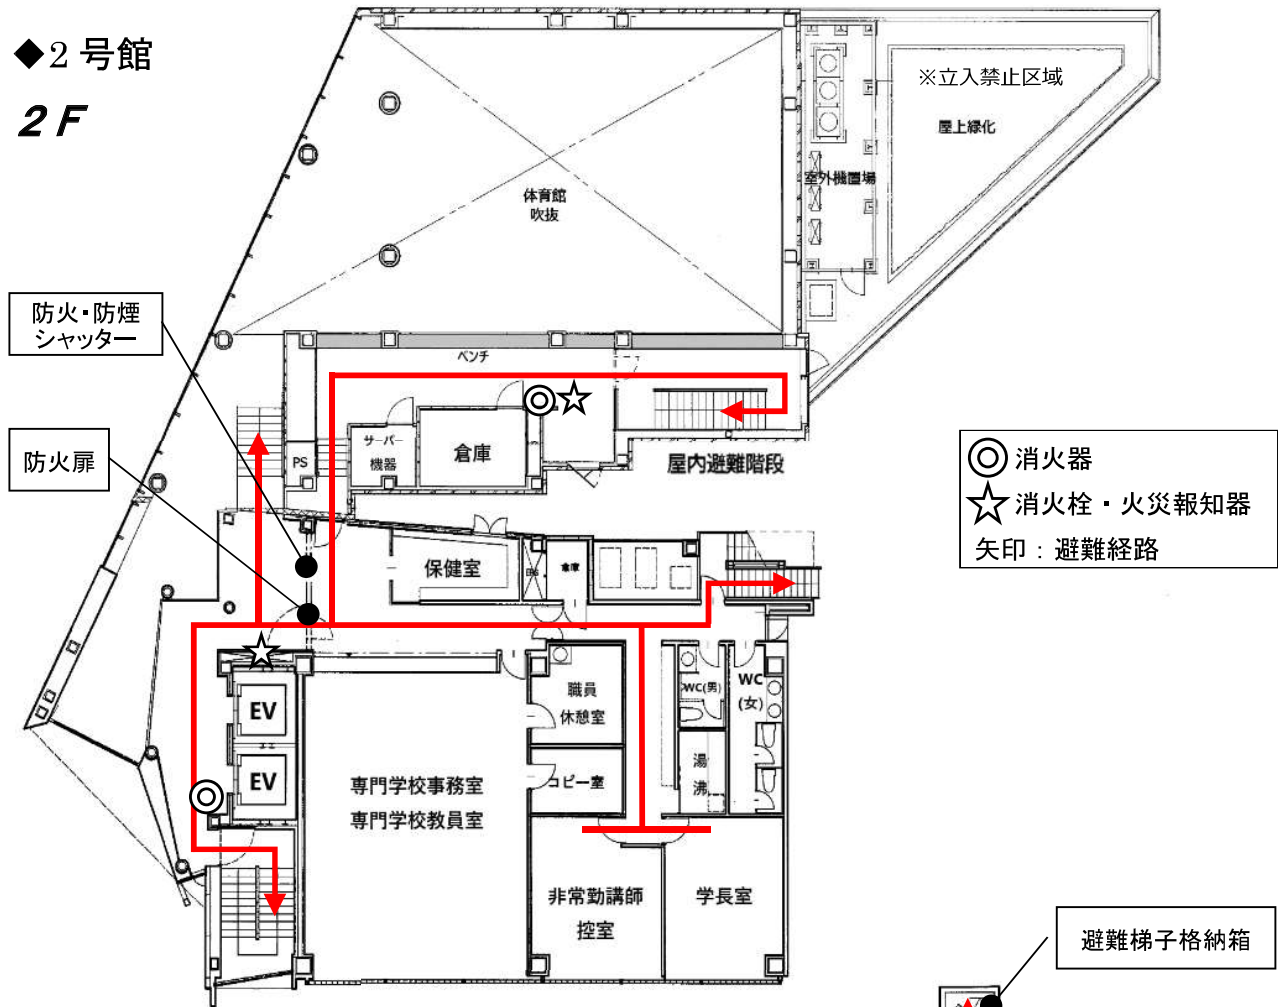 ◆2 号館
２F
※立入禁止区域
屋上緑化
室外機置場
体育館
吹抜
防火・防煙
シャッター
ベンチ
防火扉
サーバー
機器
倉庫
PS
屋内避難階段
消火器
消火栓・火災報知器
矢印：避難経路
保健室
倉庫
EV
EV
職員
休憩室
WC(男)
WC
(女)
コピー室
湯
沸
専門学校事務室
専門学校教員室
非常勤講師
控室
学長室
避難梯子格納箱